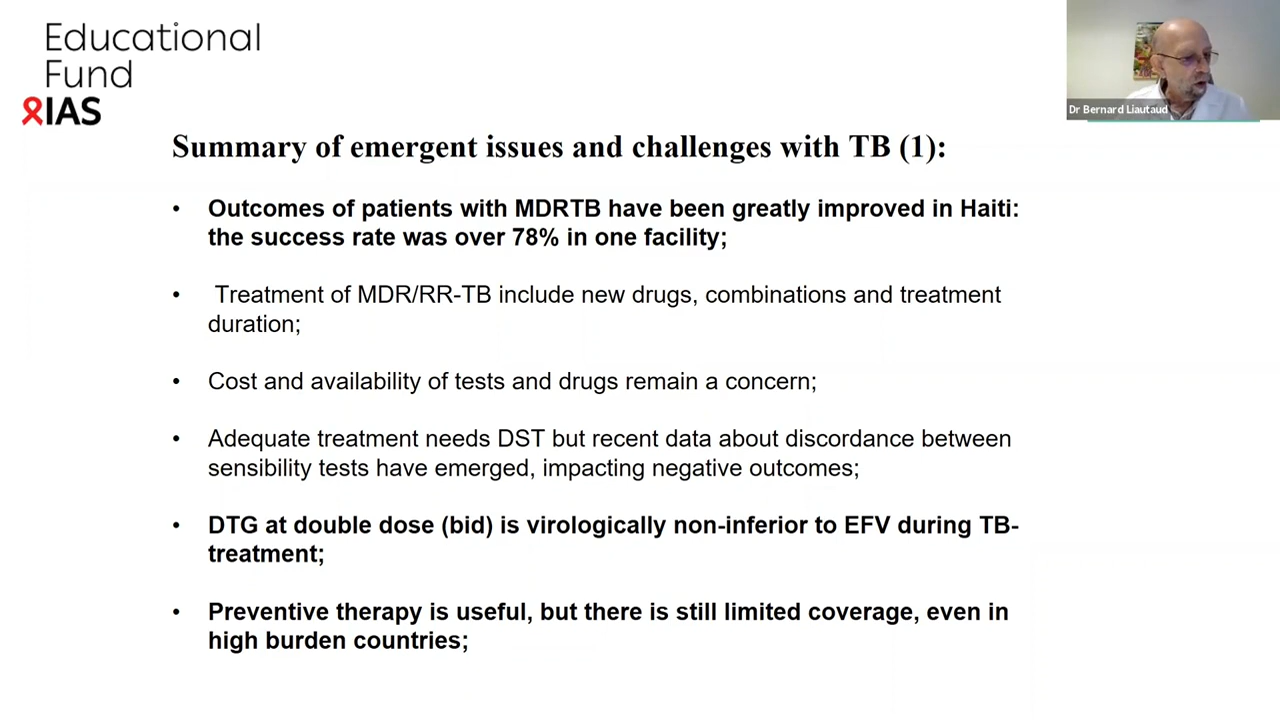 Educational
Fund
IAS
Dr Bernard Liautaud
Summary of emergent issues and challenges with TB (1):
• Outcomes of patients with MDRTB have been greatly improved in Haiti:
the success rate was over 78% in one facility;
• Treatment of MDR/RR-TB include new drugs, combinations and treatment
duration;
• Cost and availability of tests and drugs remain a concern;
• Adequate treatment needs DST but recent data about discordance between
sensibility tests have emerged, impacting negative outcomes;
• DTG at double dose (bid) is virologically non-inferior to EFV during TB-
treatment;
• Preventive therapy is useful, but there is still limited coverage, even in
high burden countries;